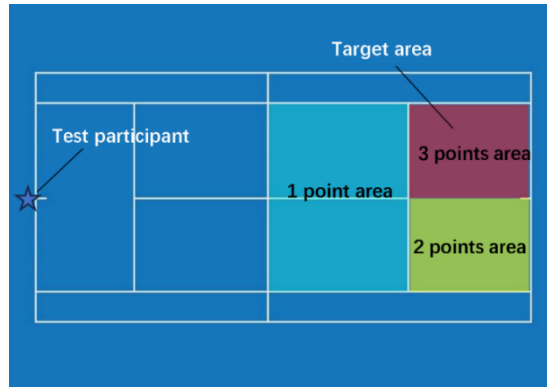 Target area
Test participant
3 points area
1 point area
2 points area